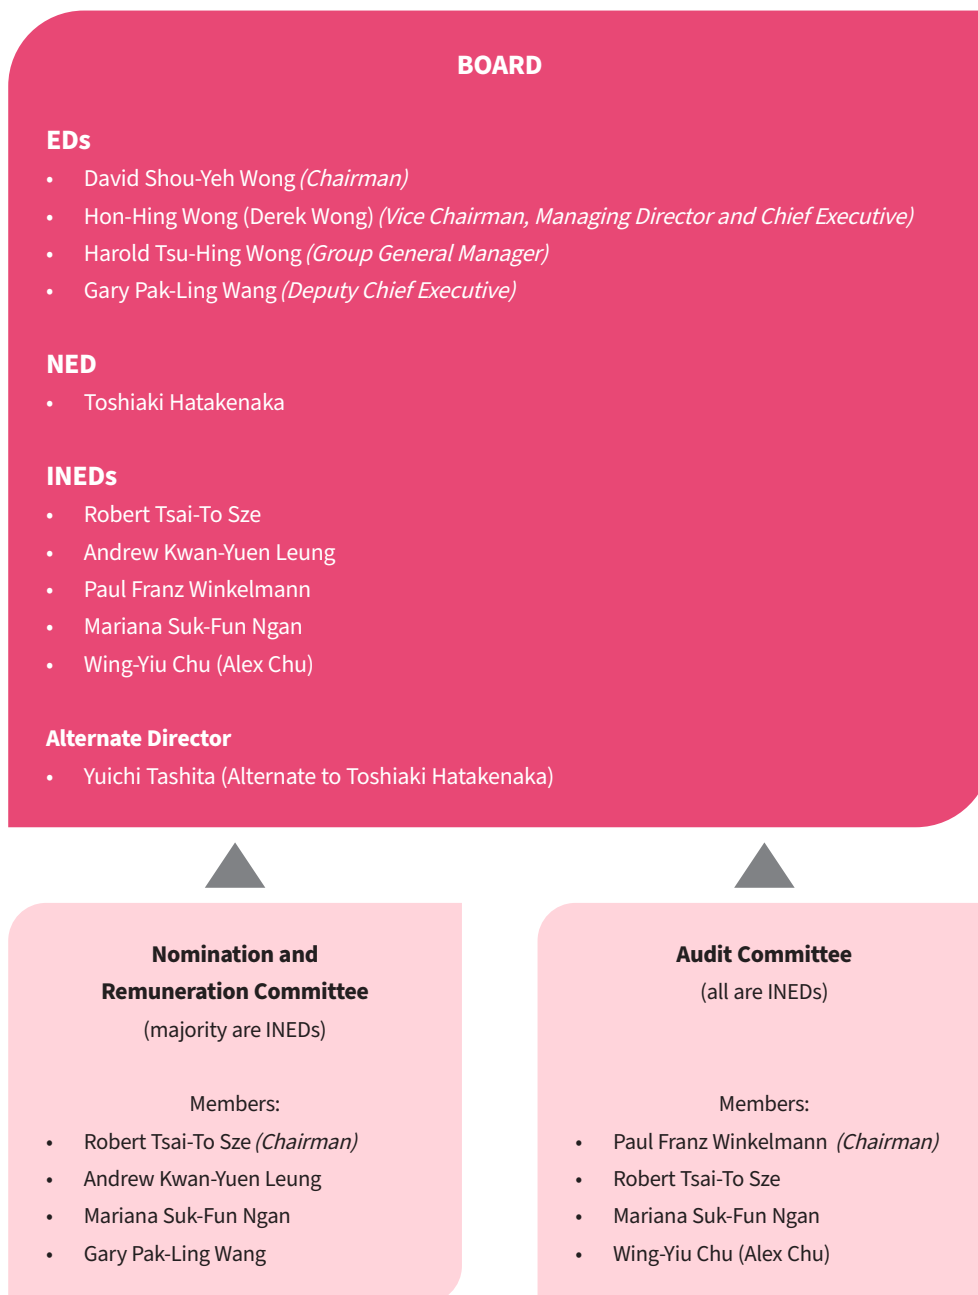 BOARD
EDs
• David Shou-Yeh Wong (Chairman)
• Hon-Hing Wong (Derek Wong) (Vice Chairman, Managing Director and Chief Executive)
• Harold Tsu-Hing Wong (Group General Manager)
• Gary Pak-Ling Wang (Deputy Chief Executive)
NED
• Toshiaki Hatakenaka
INEDs
• Robert Tsai-To Sze
• Andrew Kwan-Yuen Leung
• Paul Franz Winkelmann
• Mariana Suk-Fun Ngan
• Wing-Yiu Chu (Alex Chu)
Alternate Director
• Yuichi Tashita (Alternate to Toshiaki Hatakenaka)
Nomination and
Remuneration Committee
(majority are INEDs)
Members:
• Robert Tsai-To Sze (Chairman)
• Andrew Kwan-Yuen Leung
• Mariana Suk-Fun Ngan
• Gary Pak-Ling Wang
Audit Committee
(all are INEDs)
Members:
• Paul Franz Winkelmann (Chairman)
• Robert Tsai-To Sze
• Mariana Suk-Fun Ngan
• Wing-Yiu Chu (Alex Chu)